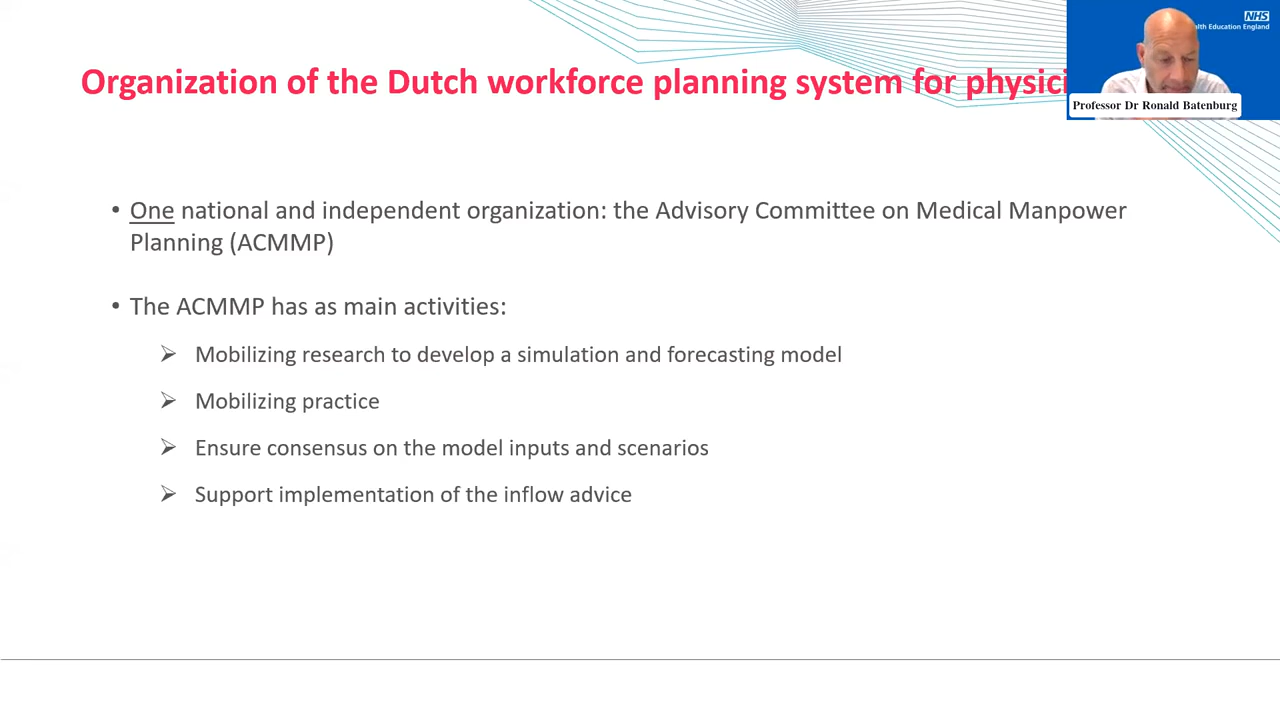 Organization of the Dutch workforce planning system for
NHS
Health Education England
Professor Dr Ronald Batenburg
• One national and independent organization: the Advisory Committee on Medical Manpower
Planning (ACMMP)
• The ACMMP has as main activities:
➢ Mobilizing research to develop a simulation and forecasting model
➢ Mobilizing practice
➢ Ensure consensus on the model inputs and scenarios
➢ Support implementation of the inflow advice